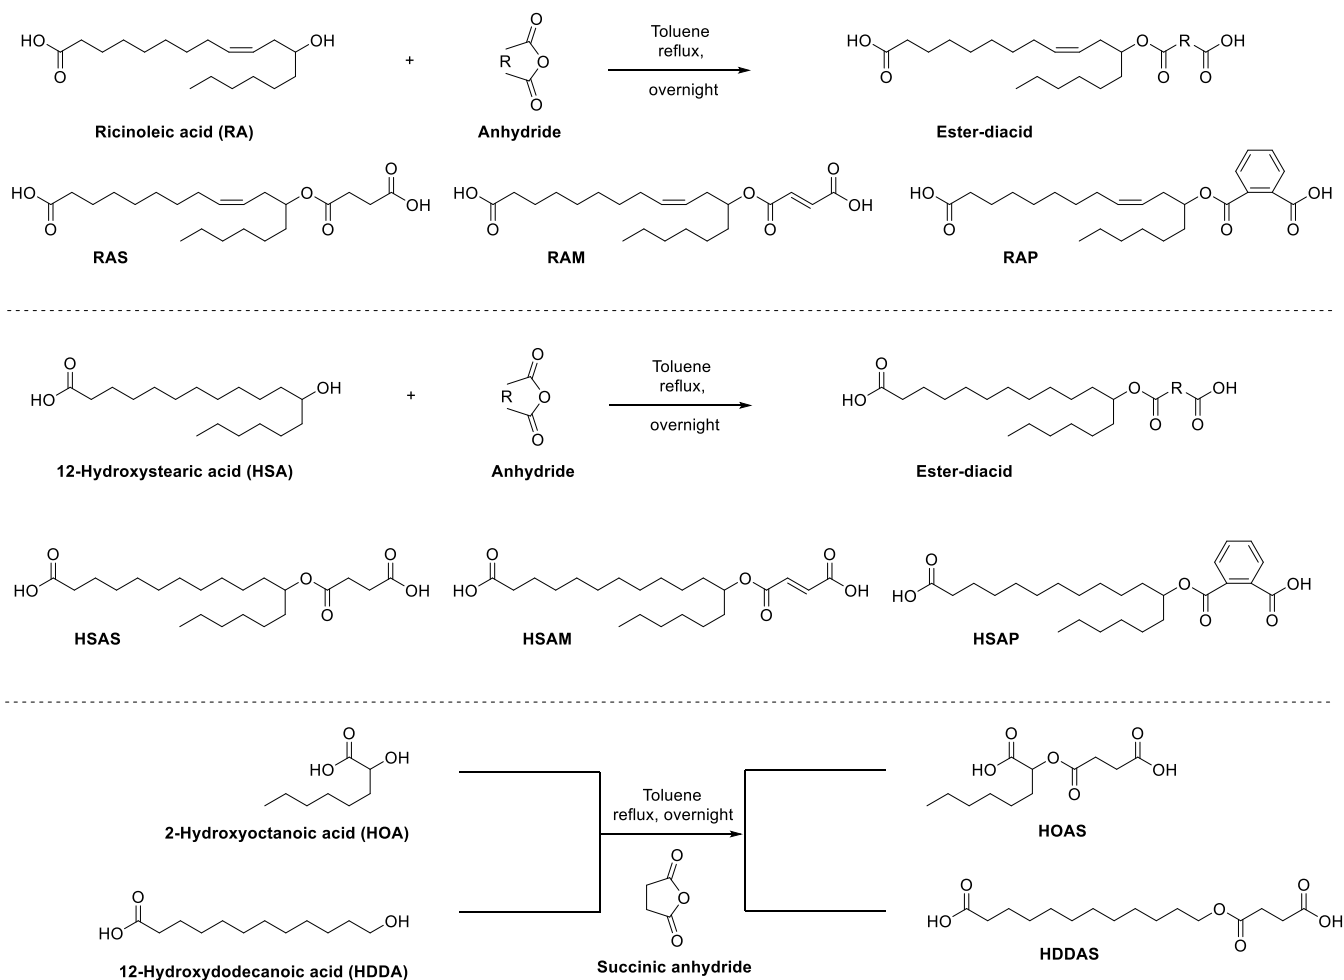 HO
O
OH
Ricinoleic acid (RA)
+
R
O
O
O
Anhydride
Toluene
reflux,
overnight
HO
O
O
O
R
O
OH
Ester-diacid
HO
O
O
O
O
OH
RAS
HO
O
O
O
O
OH
RAM
HO
O
O
O
O
OH
RAP
O
HO
OH
12-Hydroxystearic acid (HSA)
+
O
R
O
O
Anhydride
Toluene
reflux,
overnight
O
HO
O
R
OH
O
O
Ester-diacid
O
HO
O
O
O
OH
HSAS
O
HO
O
O
O
OH
HSAM
O
HO
O
O
O
OH
HSAP
O
OH
HO
2-Hydroxyoctanoic acid (HOA)
O
HO
OH
12-Hydroxydodecanoic acid (HDDA)
Toluene
reflux, overnight
O
O
O
Succinic anhydride
O
HO
O
O
O
OH
HOAS
O
HO
O
O
O
OH
HDDAS